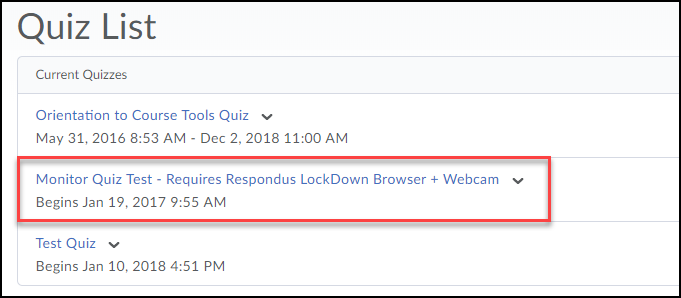 Quiz List
Current Quizzes
Orientation to Course Tools Quiz
May 31, 2016 8:53 AM - Dec 2, 2018 11:00 AM
Monitor Quiz Test - Requires Respondus LockDown Browser + Webcam
Begins Jan 19, 2017 9:55 AM
Test Quiz
Begins Jan 10, 2018 4:51 PM